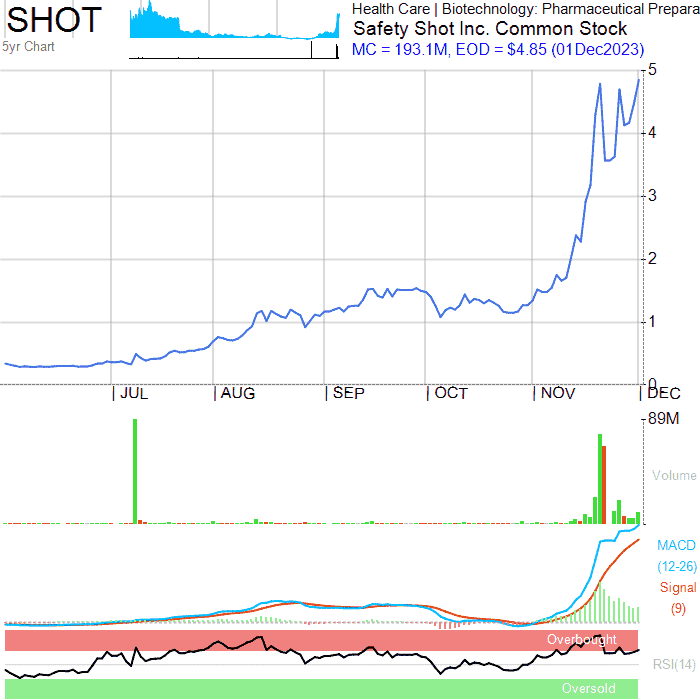 SHOT
Health Care | Biotechnology: Pharmaceutical Prepara
Safety Shot Inc. Common Stock
5yr Chart
MC = 193.1M, EOD = $4.85 (01Dec2023)
5
4
3
2
1
0
JUL AUG SEP OCT NOV DEC
89M
Volume
MACD
(12-26)
Signal
(9)
Overbought
RSI(14)
Oversold